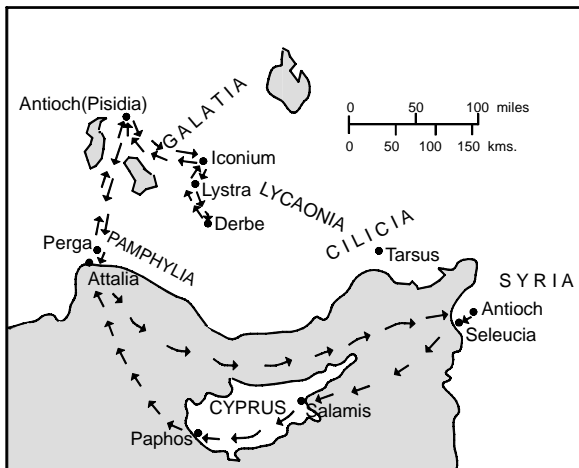 Antioch(Pisidia)
GALATIA
0 50 100 miles
0 50 100 150 kms.
Iconium
Lystra
LYCAONIA
Derbe
CILICIA
Perga
PAMPHYLIA
Tarsus
Attalia
SYRIA
Antioch
Seleucia
CYPRUS
Salamis
Paphos